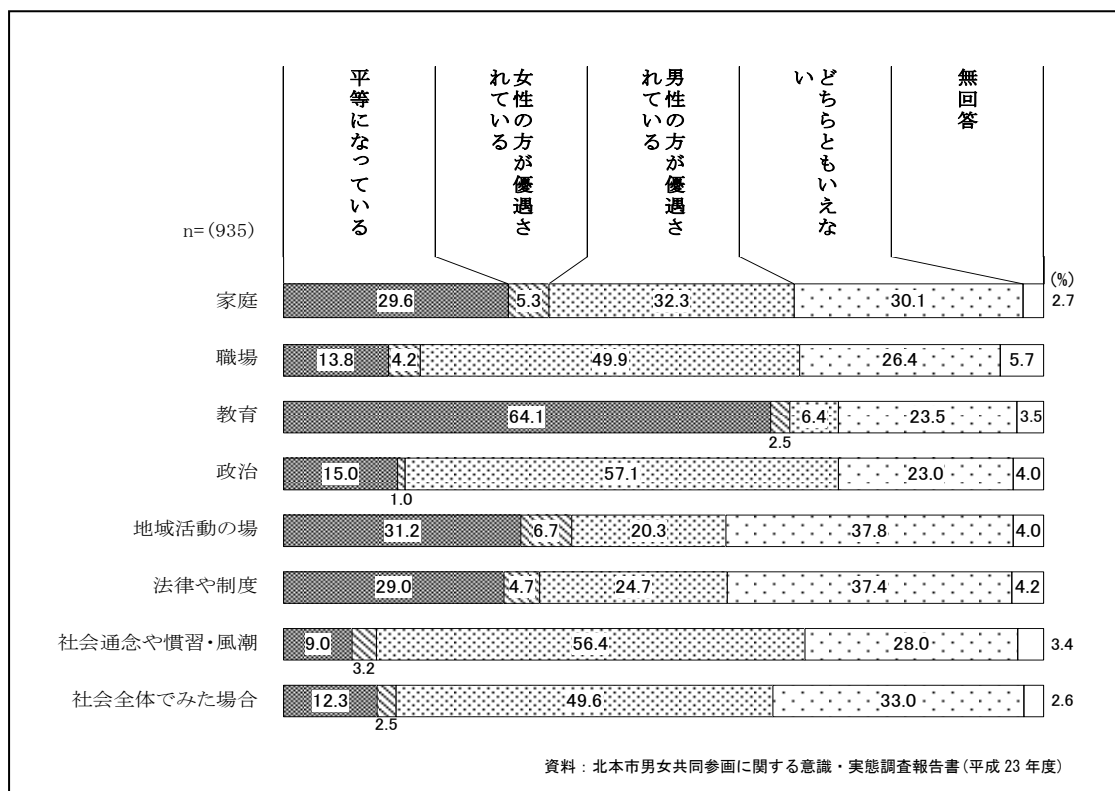 平等になっている
女性の方が優遇さ
れている
男性の方が優遇さ
れている
どちらともいえな
い
無回答
n=(935)
(%)
家庭 29.6 5.3 32.3 30.1 2.7
職場 13.8 4.2 49.9 26.4 5.7
教育 64.1 2.5 6.4 23.5 3.5
政治 15.0 1.0 57.1 23.0 4.0
地域活動の場 31.2 6.7 20.3 37.8 4.0
法律や制度 29.0 4.7 24.7 37.4 4.2
社会通念や慣習・風潮 9.0 3.2 56.4 28.0 3.4
社会全体でみた場合 12.3 2.5 49.6 33.0 2.6
資料：北本市男女共同参画に関する意識・実態調査報告書(平成 23 年度)